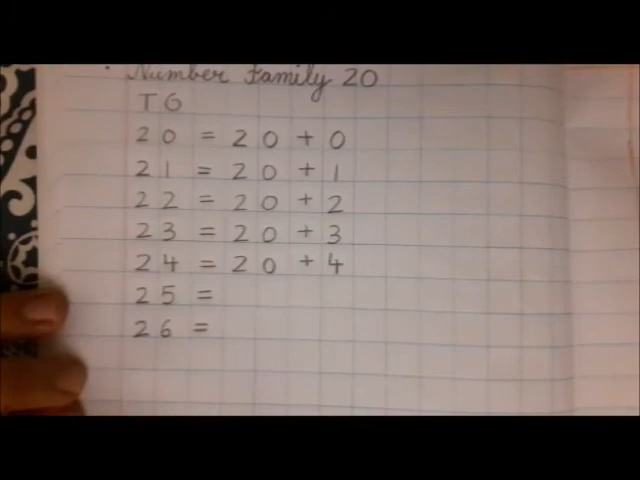 Number Family 20
T G
20 = 20 + 0
21 = 20 + 1
22 = 20 + 2
23 = 20 + 3
24 = 20 + 4
25 =
26 =